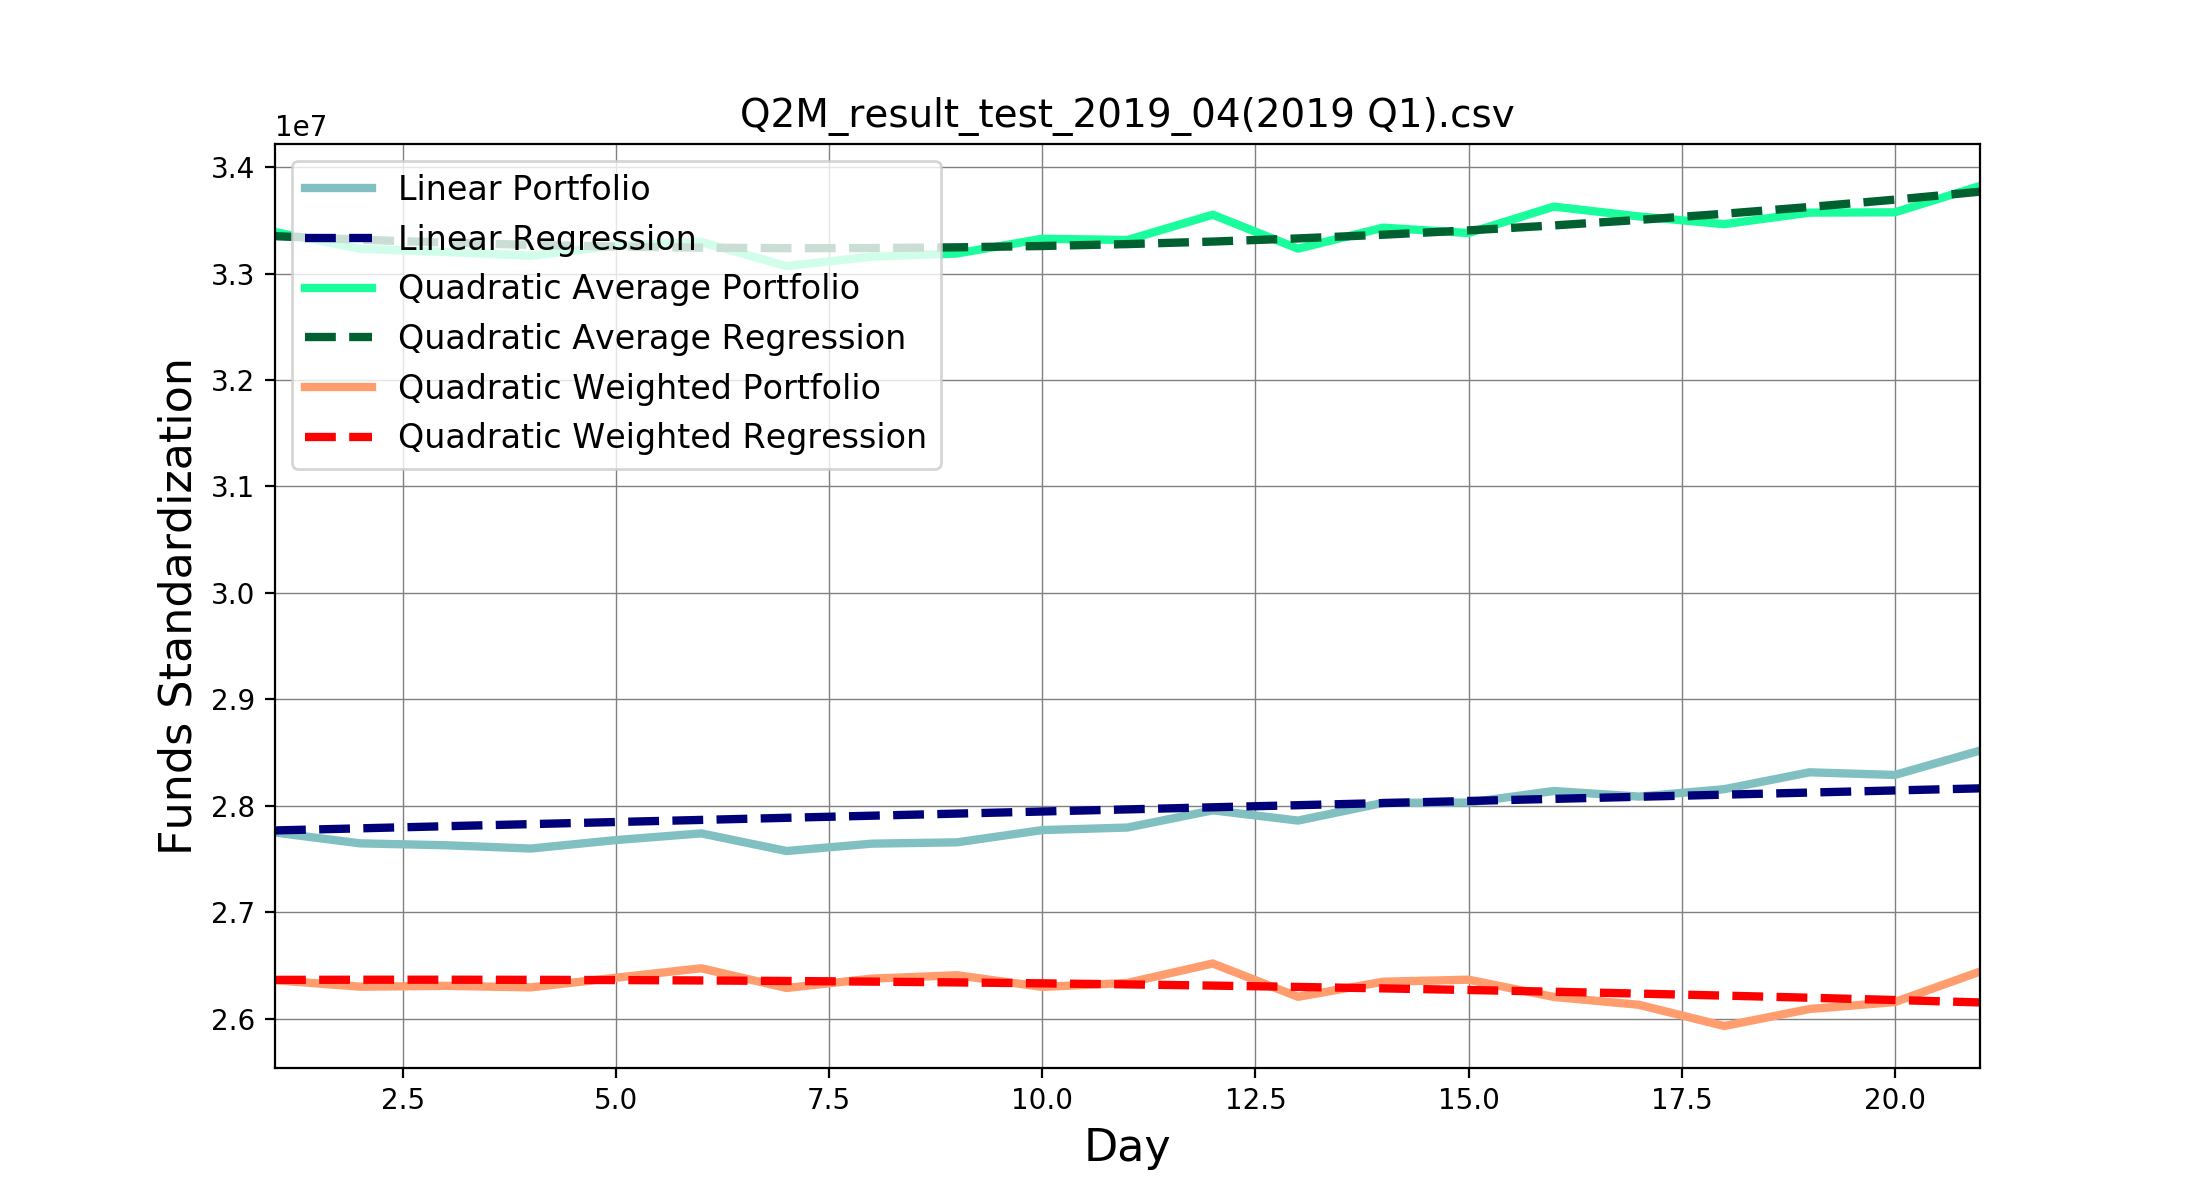 Q2M_result_test_2019_04(2019 Q1).csv
1e7
3.4
3.3
3.2
3.1
3.0
2.9
2.8
2.7
2.6
Funds Standardization
Linear Portfolio
Linear Regression
Quadratic Average Portfolio
Quadratic Average Regression
Quadratic Weighted Portfolio
Quadratic Weighted Regression
2.5 5.0 7.5 10.0 12.5 15.0 17.5 20.0
Day